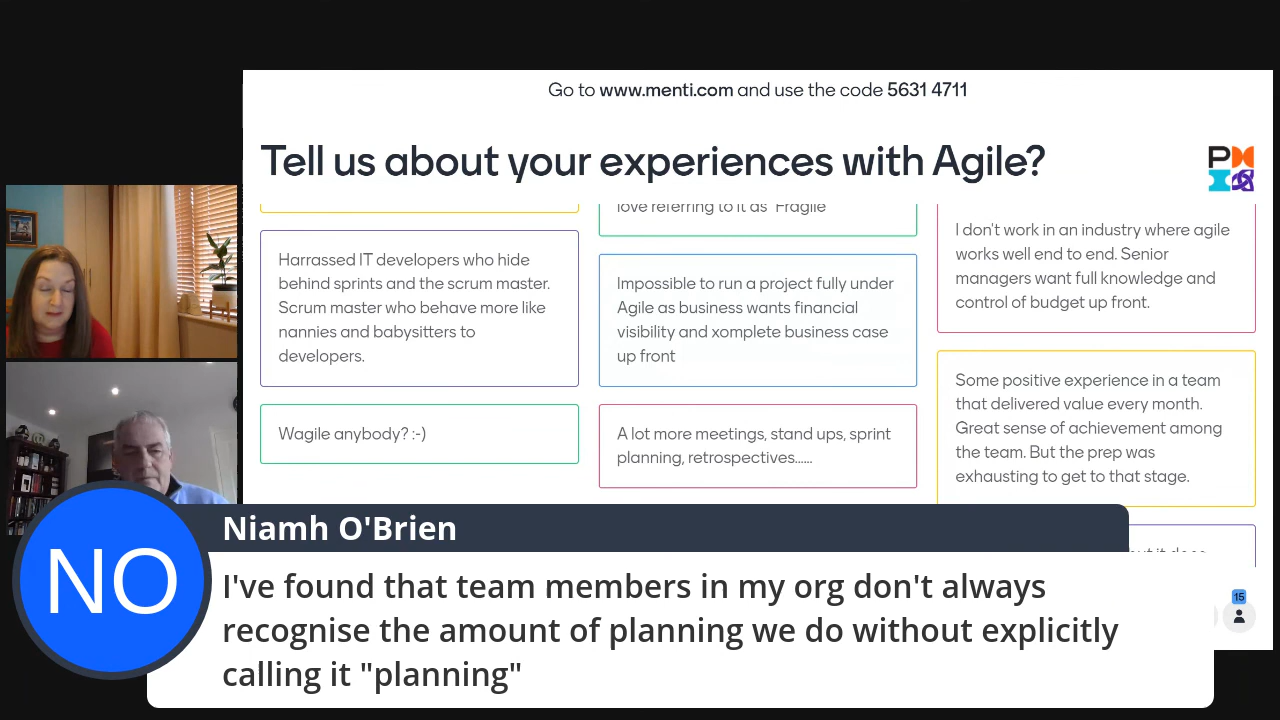 Go to www.menti.com and use the code 5631 4711
Tell us about your experiences with Agile?
PMI
Harrassed IT developers who hide
behind sprints and the scrum master.
Scrum master who behave more like
nannies and babysitters to
developers.
Wagile anybody? :-)
love referring to it as "Fragile"
Impossible to run a project fully under
Agile as business wants financial
visibility and xomplete business case
up front
A lot more meetings, stand ups, sprint
planning, retrospectives......
I don't work in an industry where agile
works well end to end. Senior
managers want full knowledge and
control of budget up front.
Some positive experience in a team
that delivered value every month.
Great sense of achievement among
the team. But the prep was
exhausting to get to that stage.
15
NO
Niamh O'Brien
I've found that team members in my org don't always
recognise the amount of planning we do without explicitly
calling it "planning"